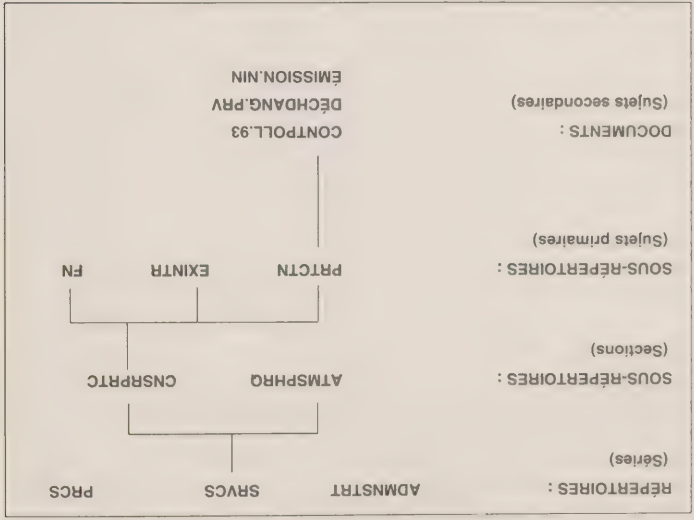 RÉPERTOIRES : ADMNSTRT SRVCS PRCS
(Séries)
SOUS-RÉPERTOIRES : ATMSPHRQ CNSRPRTC
(Sections)
SOUS-RÉPERTOIRES : PRTCTN EXINTR FN
(Sujets primaires)
DOCUMENTS : CONTPOLL.93
(Sujets secondaires) DÉCHDANG.PRV
ÉMISSION.NIN